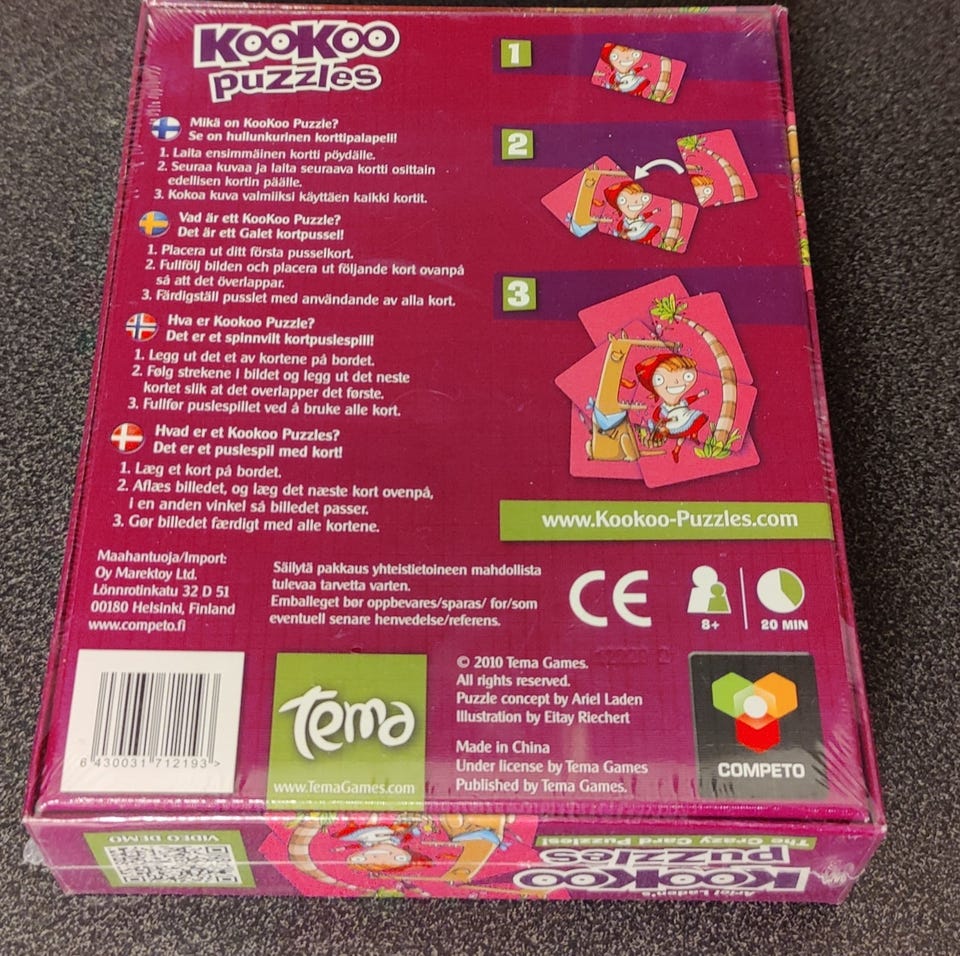 KooKoo
puzzles
Mikä on KooKoo Puzzle?
Se on hullunkurinen korttipalapeli!
1. Laita ensimmäinen kortti pöydälle.
2. Seuraa kuvaa ja laita seuraava kortti osittain
edellisen kortin päälle.
3. Kokoa kuva valmiiksi käyttäen kaikki kortit.
Vad är ett KooKoo Puzzle?
Det är ett Galet kortpussel!
1. Placera ut ditt första pusselkort.
2. Fullfölj bilden och placera ut följande kort ovanpå
så att det överlappar.
3. Färdigställ pusslet med användande av alla kort.
Hva er Kookoo Puzzle?
Det er et spinnvilt kortpuslespill!
1. Legg ut det et av kortene på bordet.
2. Følg strekene i bildet og legg ut det neste
kortet slik at det overlapper det første.
3. Fullfør puslespillet ved å bruke alle kort.
Hvad er et Kookoo Puzzles?
Det er et puslespil med kort!
1. Læg et kort på bordet.
2. Aflæs billedet, og læg det næste kort ovenpå,
i en anden vinkel så billedet passer.
3. Gør billedet færdigt med alle kortene.
1
2
3
www.Kookoo-Puzzles.com
Maahantuoja/Import:
Oy Marektoy Ltd.
Lönnrotinkatu 32 D 51
00180 Helsinki, Finland
www.competo.fi
Säilytä pakkaus yhteistietoineen mahdollista
tulevaa tarvetta varten.
Emballeget bør oppbevares/sparas/ for/som
eventuell senare henvedelse/referens.
CE
8+
20 MIN
6 430031 712193 >
Tema
www.TemaGames.com
© 2010 Tema Games.
All rights reserved.
Puzzle concept by Ariel Laden
Illustration by Eitay Riechert
Made in China
Under license by Tema Games
Published by Tema Games.
COMPETO
VIDEO DEMO
Ariel Laden's
KooKoo
puzzles
The Crazy Card Puzzles!